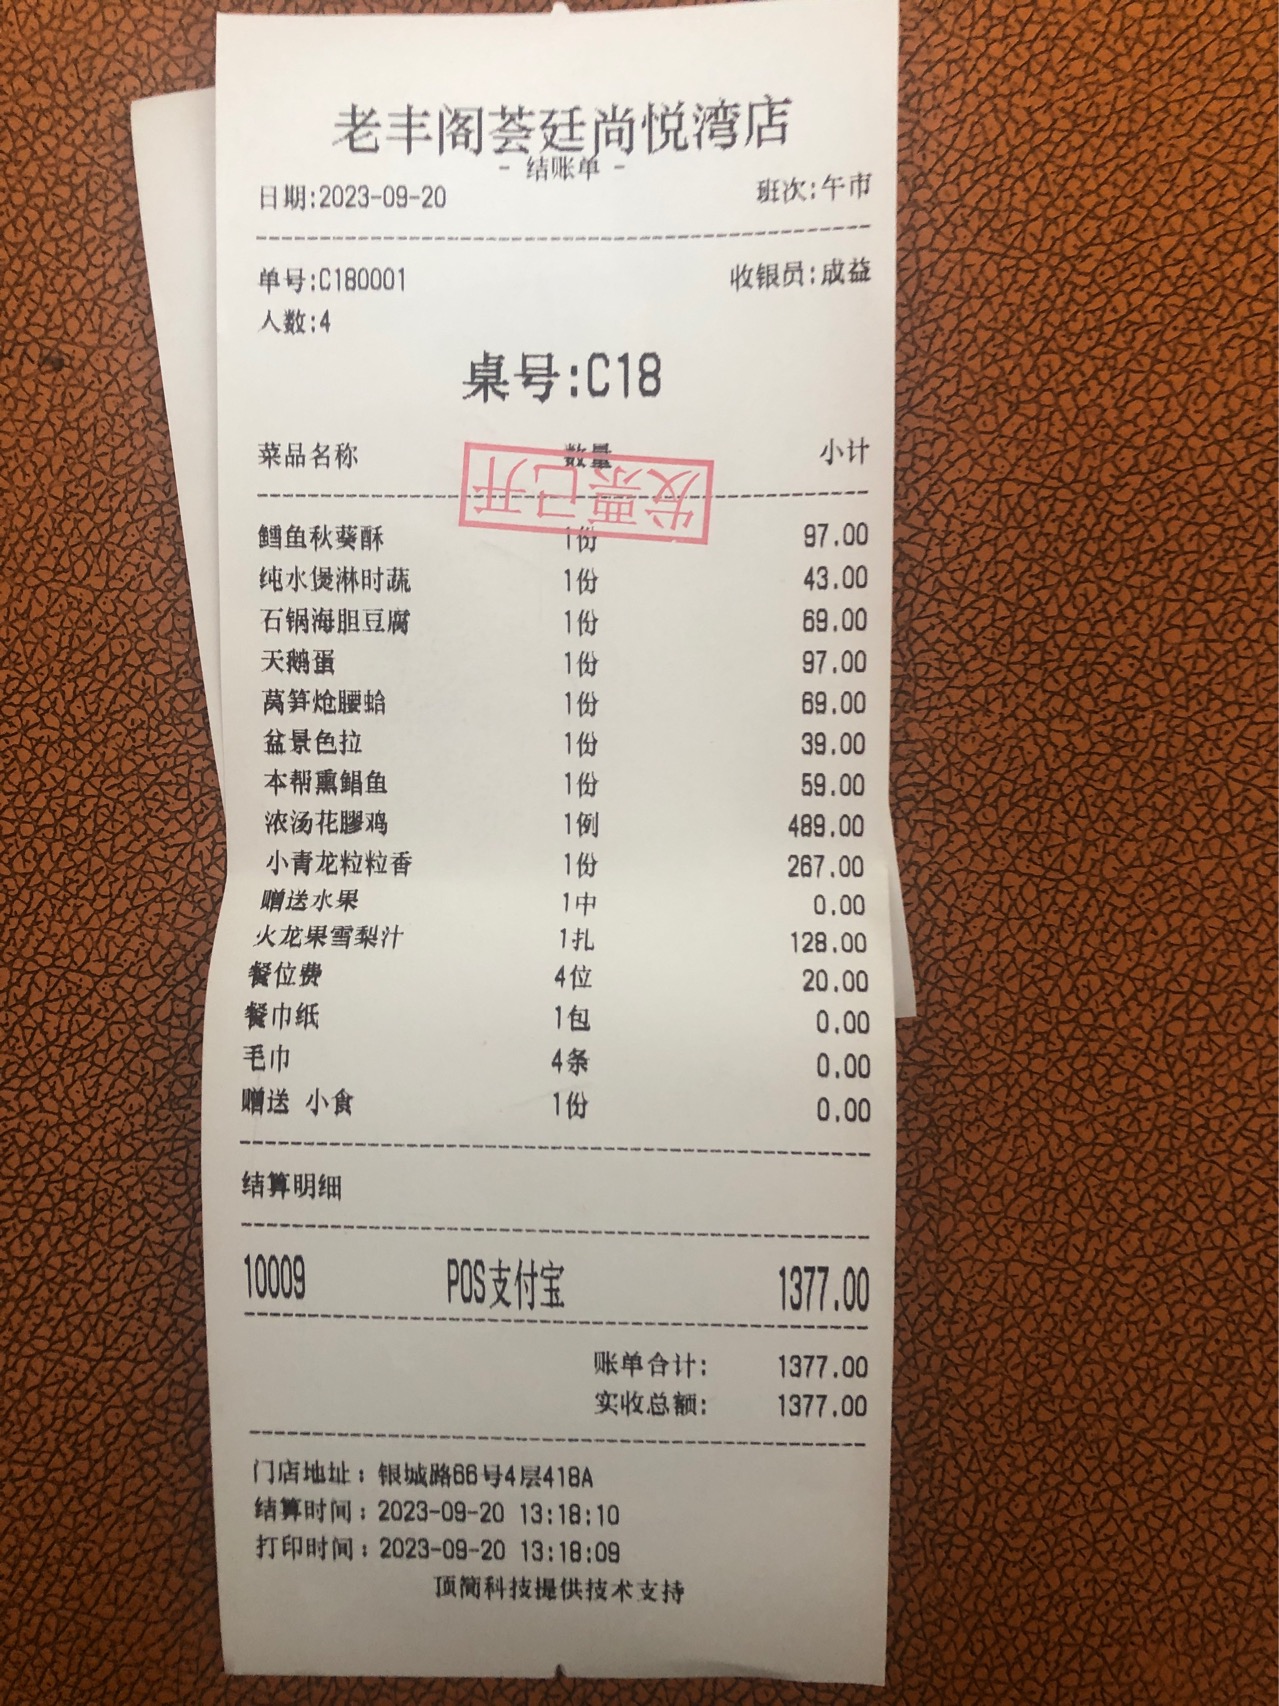 老丰阁荟廷尚悦湾店
- 结账单 -
日期:2023-09-20 班次:午市
单号:C180001 收银员:成益
人数:4
桌号:C18
菜品名称 数量 小计
发票已开
鳕鱼秋葵酥 1份 97.00
纯水煲淋时蔬 1份 43.00
石锅海胆豆腐 1份 69.00
天鹅蛋 1份 97.00
莴笋炝腰蛤 1份 69.00
盆景色拉 1份 39.00
本帮熏鲳鱼 1份 59.00
浓汤花膠鸡 1例 489.00
小青龙粒粒香 1份 267.00
赠送水果 1中 0.00
火龙果雪梨汁 1扎 128.00
餐位费 4位 20.00
餐巾纸 1包 0.00
毛巾 4条 0.00
赠送 小食 1份 0.00
结算明细
10009 POS支付宝 1377.00
账单合计: 1377.00
实收总额: 1377.00
门店地址: 银城路66号4层418A
结算时间: 2023-09-20 13:18:10
打印时间: 2023-09-20 13:18:09
顶简科技提供技术支持